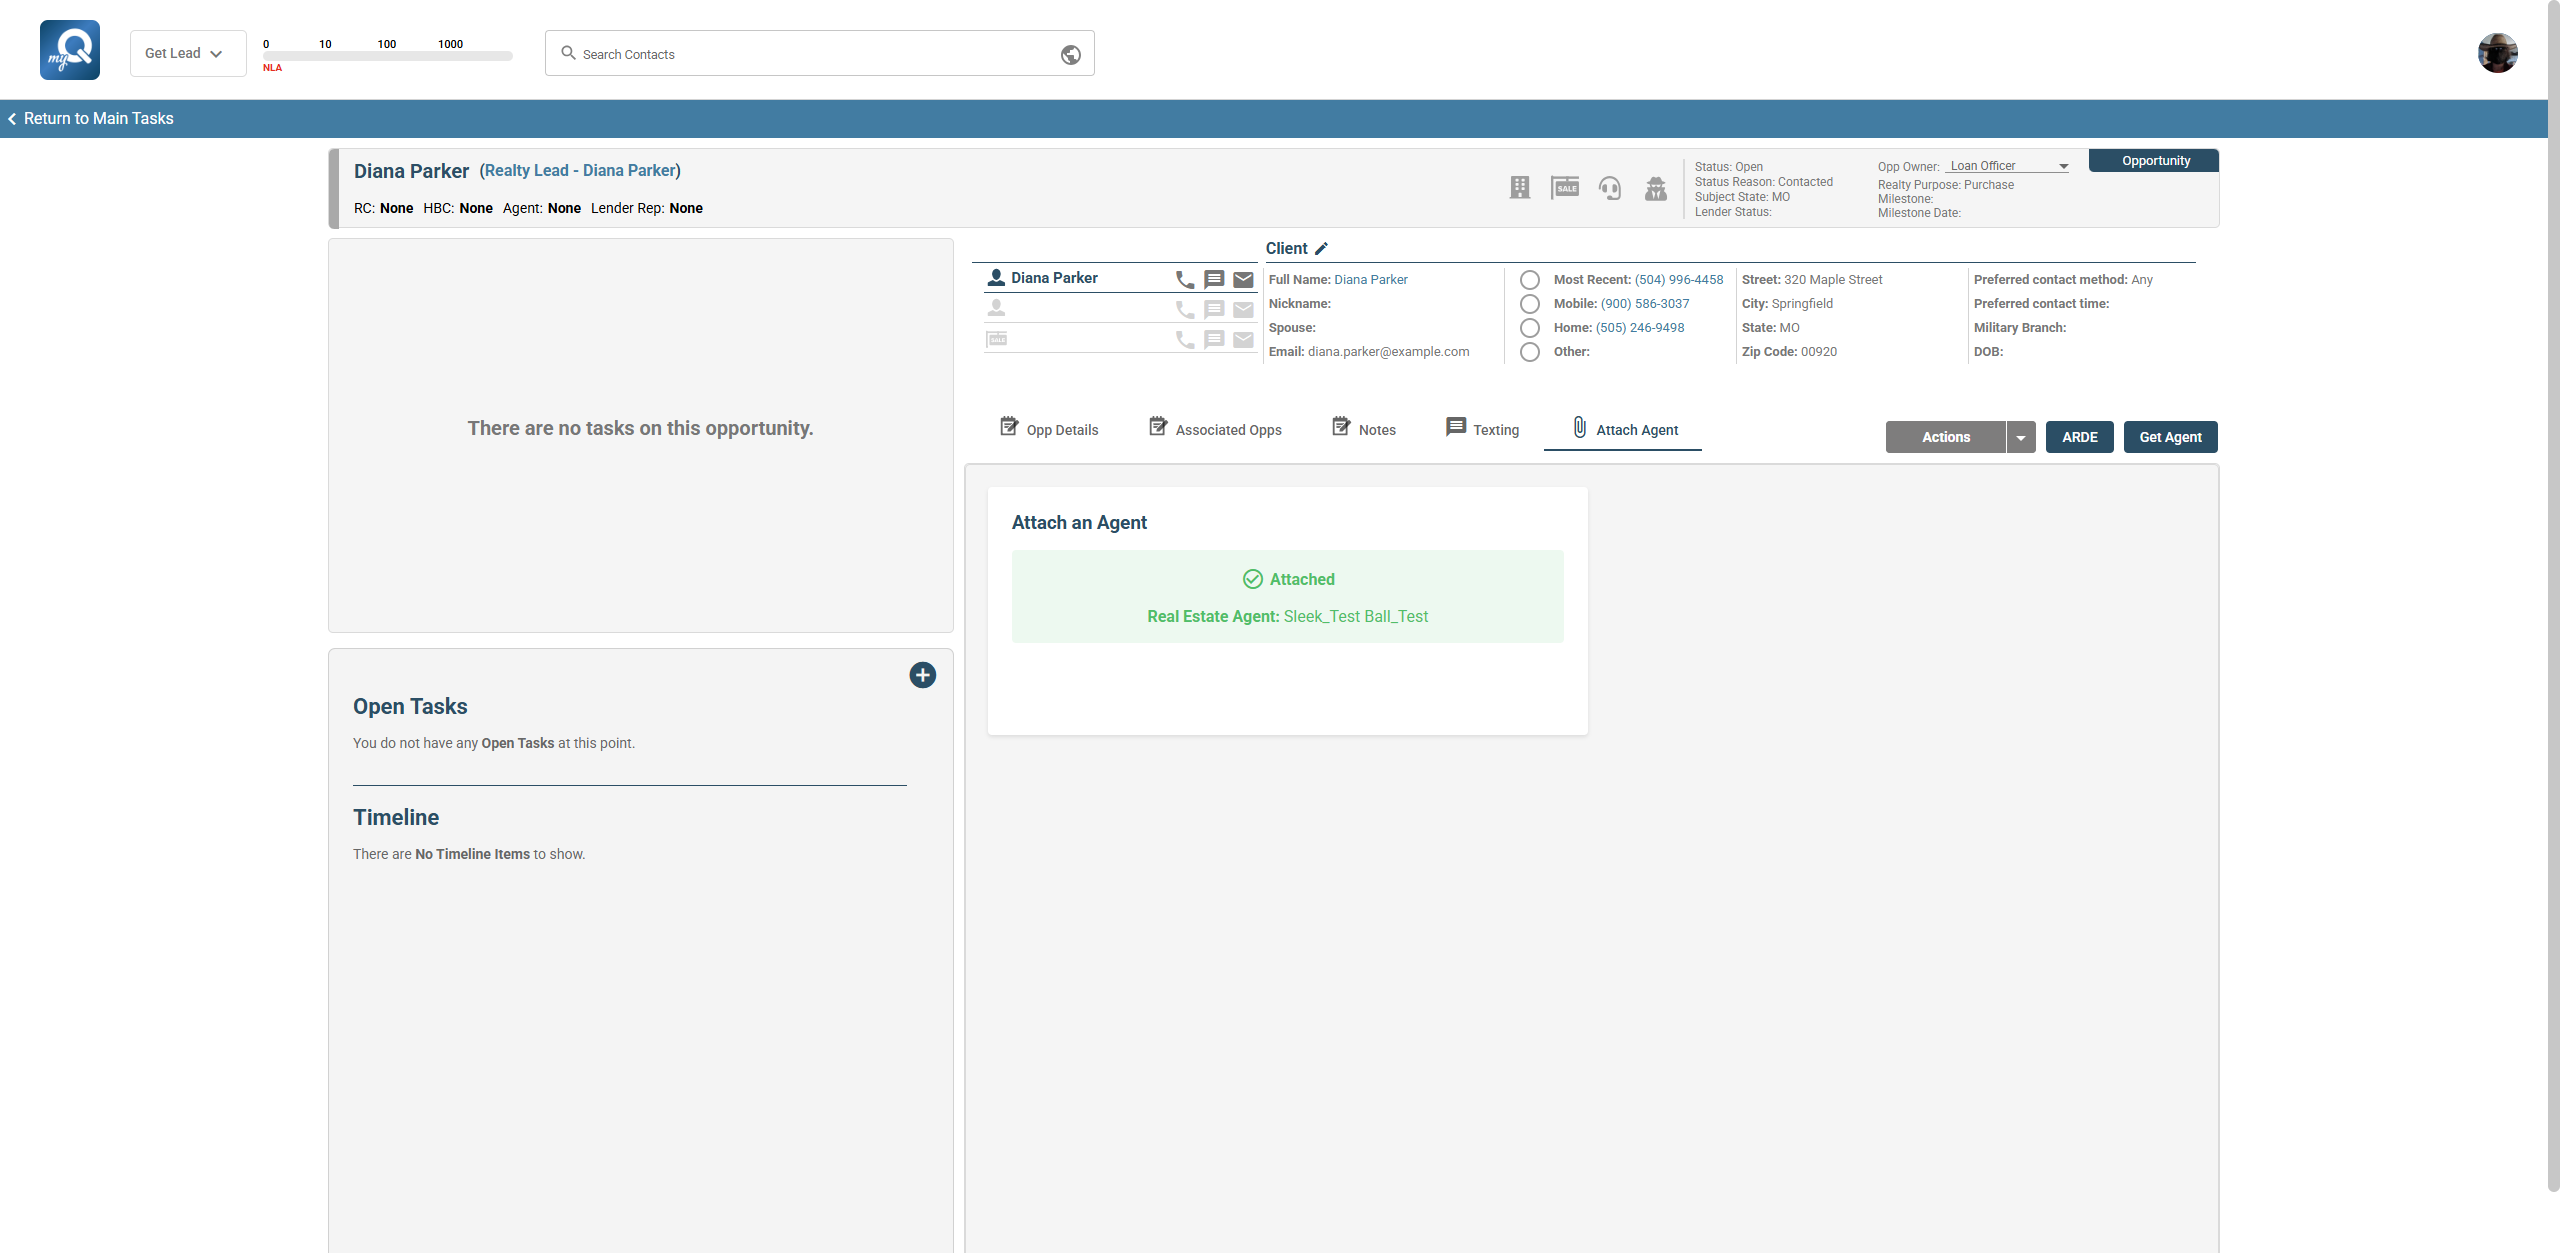 myQ
Get Lead
0 10 100 1000
NLA
Search Contacts
Return to Main Tasks
Diana Parker (Realty Lead - Diana Parker)
RC: None HBC: None Agent: None Lender Rep: None
SALE
Status: Open
Status Reason: Contacted
Subject State: MO
Lender Status:
Opp Owner: Loan Officer
Realty Purpose: Purchase
Milestone:
Milestone Date:
Opportunity
There are no tasks on this opportunity.
Open Tasks
You do not have any Open Tasks at this point.
Timeline
There are No Timeline Items to show.
Diana Parker
SALE
Client
Full Name: Diana Parker
Nickname:
Spouse:
Email: diana.parker@example.com
Most Recent: (504) 996-4458
Mobile: (900) 586-3037
Home: (505) 246-9498
Other:
Street: 320 Maple Street
City: Springfield
State: MO
Zip Code: 00920
Preferred contact method: Any
Preferred contact time:
Military Branch:
DOB:
Opp Details
Associated Opps
Notes
Texting
Attach Agent
Actions
ARDE
Get Agent
Attach an Agent
Attached
Real Estate Agent: Sleek_Test Ball_Test